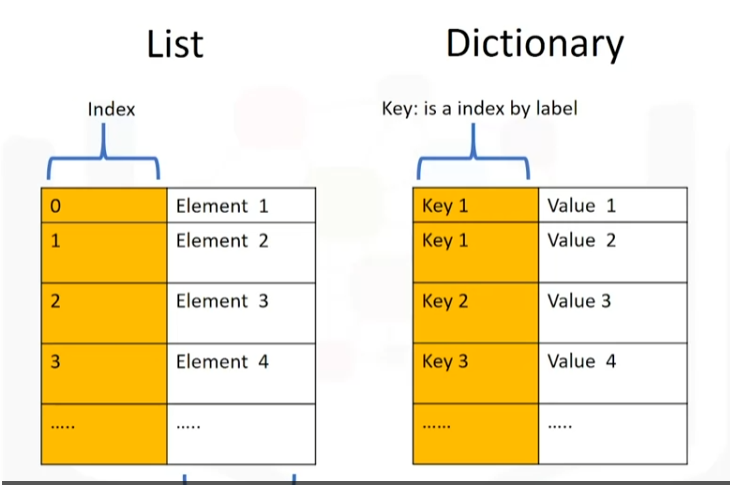 List
Dictionary
Index
Key: is a index by label
0 Element 1
1 Element 2
2 Element 3
3 Element 4
..... .....
Key 1 Value 1
Key 1 Value 2
Key 2 Value 3
Key 3 Value 4
...... .....